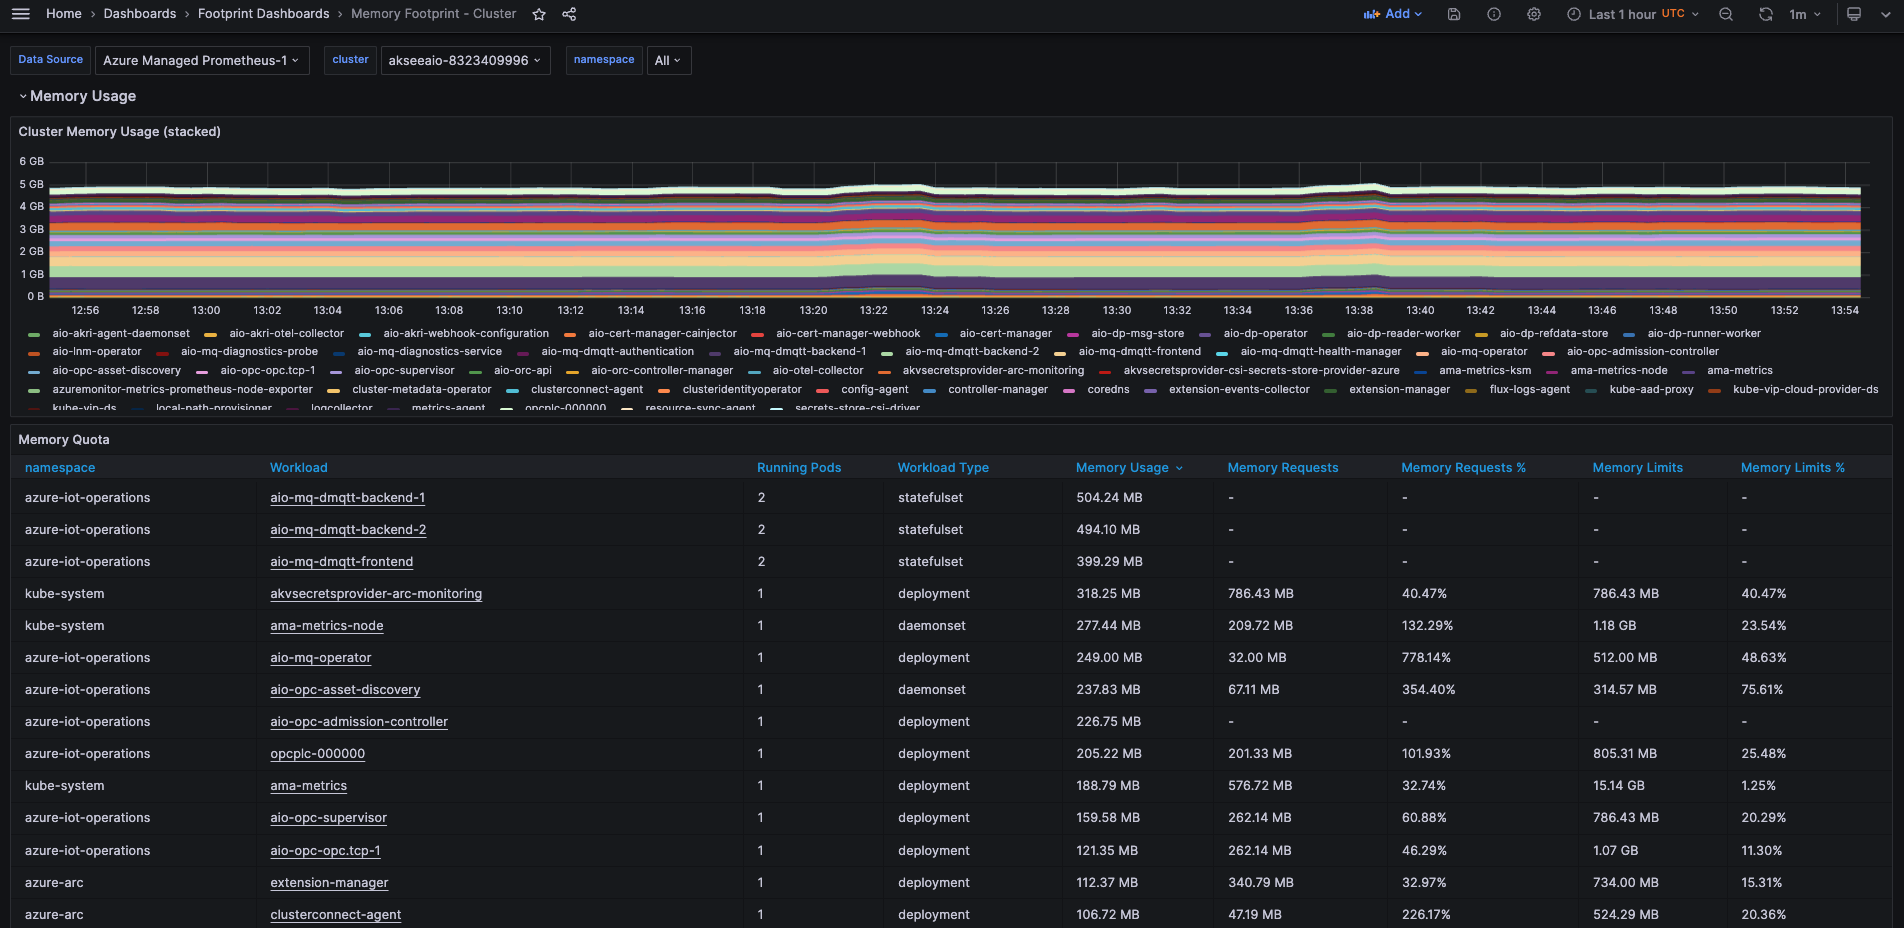 Home › Dashboards › Footprint Dashboards › Memory Footprint - Cluster Add Last 1 hour UTC 1m
Data Source Azure Managed Prometheus-1 cluster akseeaio-8323409996 namespace All
Memory Usage
Cluster Memory Usage (stacked)
6 GB
5 GB
4 GB
3 GB
2 GB
1 GB
0 B
12:56 12:58 13:00 13:02 13:04 13:06 13:08 13:10 13:12 13:14 13:16 13:18 13:20 13:22 13:24 13:26 13:28 13:30 13:32 13:34 13:36 13:38 13:40 13:42 13:44 13:46 13:48 13:50 13:52 13:54
aio-akri-agent-daemonset aio-akri-otel-collector aio-akri-webhook-configuration aio-cert-manager-cainjector aio-cert-manager-webhook aio-cert-manager aio-dp-msg-store aio-dp-operator aio-dp-reader-worker aio-dp-refdata-store aio-dp-runner-worker
aio-lnm-operator aio-mq-diagnostics-probe aio-mq-diagnostics-service aio-mq-dmqtt-authentication aio-mq-dmqtt-backend-1 aio-mq-dmqtt-backend-2 aio-mq-dmqtt-frontend aio-mq-dmqtt-health-manager aio-mq-operator aio-opc-admission-controller
aio-opc-asset-discovery aio-opc-opc.tcp-1 aio-opc-supervisor aio-orc-api aio-orc-controller-manager aio-otel-collector akvsecretsprovider-arc-monitoring akvsecretsprovider-csi-secrets-store-provider-azure ama-metrics-ksm ama-metrics-node ama-metrics
azuremonitor-metrics-prometheus-node-exporter cluster-metadata-operator clusterconnect-agent clusteridentityoperator config-agent controller-manager coredns extension-events-collector extension-manager flux-logs-agent kube-aad-proxy kube-vip-cloud-provider-ds
kube-vip-ds local-path-provisioner logcollector metrics-agent opcplc-000000 resource-sync-agent secrets-store-csi-driver
Memory Quota
namespace Workload Running Pods Workload Type Memory Usage Memory Requests Memory Requests % Memory Limits Memory Limits %
azure-iot-operations aio-mq-dmqtt-backend-1 2 statefulset 504.24 MB - - - -
azure-iot-operations aio-mq-dmqtt-backend-2 2 statefulset 494.10 MB - - - -
azure-iot-operations aio-mq-dmqtt-frontend 2 statefulset 399.29 MB - - - -
kube-system akvsecretsprovider-arc-monitoring 1 deployment 318.25 MB 786.43 MB 40.47% 786.43 MB 40.47%
kube-system ama-metrics-node 1 daemonset 277.44 MB 209.72 MB 132.29% 1.18 GB 23.54%
azure-iot-operations aio-mq-operator 1 deployment 249.00 MB 32.00 MB 778.14% 512.00 MB 48.63%
azure-iot-operations aio-opc-asset-discovery 1 daemonset 237.83 MB 67.11 MB 354.40% 314.57 MB 75.61%
azure-iot-operations aio-opc-admission-controller 1 deployment 226.75 MB - - - -
azure-iot-operations opcplc-000000 1 deployment 205.22 MB 201.33 MB 101.93% 805.31 MB 25.48%
kube-system ama-metrics 1 deployment 188.79 MB 576.72 MB 32.74% 15.14 GB 1.25%
azure-iot-operations aio-opc-supervisor 1 deployment 159.58 MB 262.14 MB 60.88% 786.43 MB 20.29%
azure-iot-operations aio-opc-opc.tcp-1 1 deployment 121.35 MB 262.14 MB 46.29% 1.07 GB 11.30%
azure-arc extension-manager 1 deployment 112.37 MB 340.79 MB 32.97% 734.00 MB 15.31%
azure-arc clusterconnect-agent 1 deployment 106.72 MB 47.19 MB 226.17% 524.29 MB 20.36%